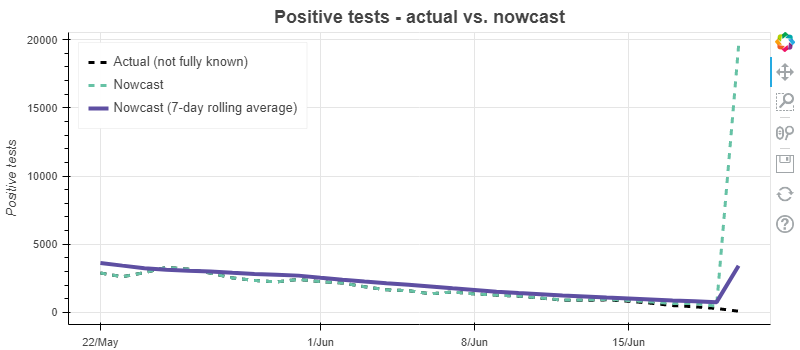 Positive tests - actual vs. nowcast
20000
15000
10000
5000
0
Positive tests
Actual (not fully known)
Nowcast
Nowcast (7-day rolling average)
22/May
1/Jun
8/Jun
15/Jun